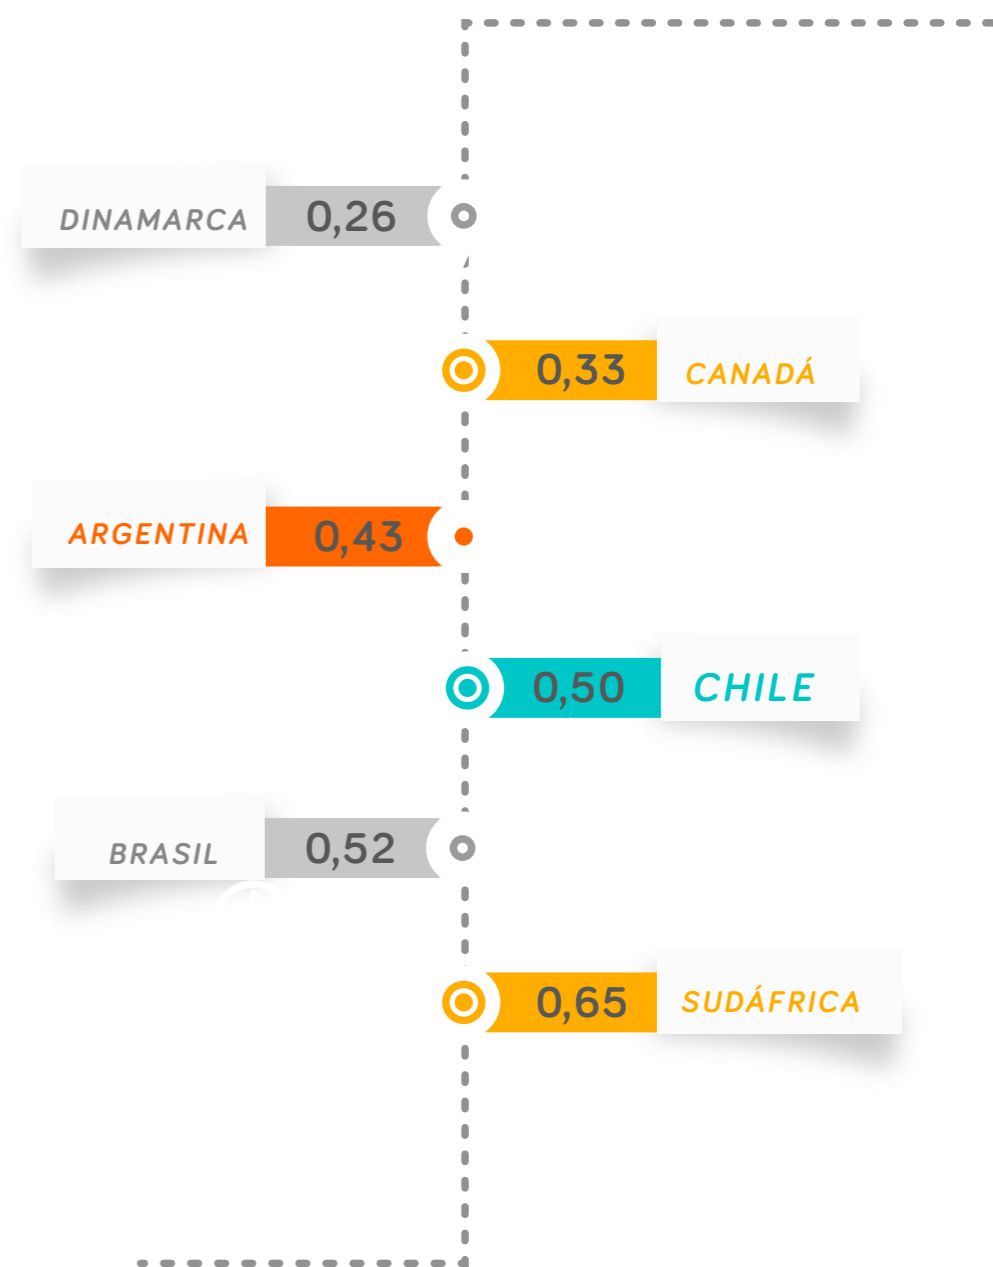 DINAMARCA 0,26
0,33 CANADÁ
ARGENTINA 0,43
0,50 CHILE
BRASIL 0,52
0,65 SUDÁFRICA